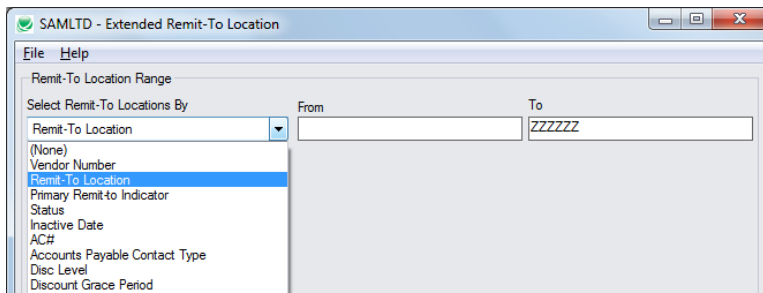 SAMLTD - Extended Remit-To Location
File Help
Remit-To Location Range
Select Remit-To Locations By From To
Remit-To Location ZZZZZZ
(None)
Vendor Number
Remit-To Location
Primary Remit-to Indicator
Status
Inactive Date
AC#
Accounts Payable Contact Type
Disc Level
Discount Grace Period